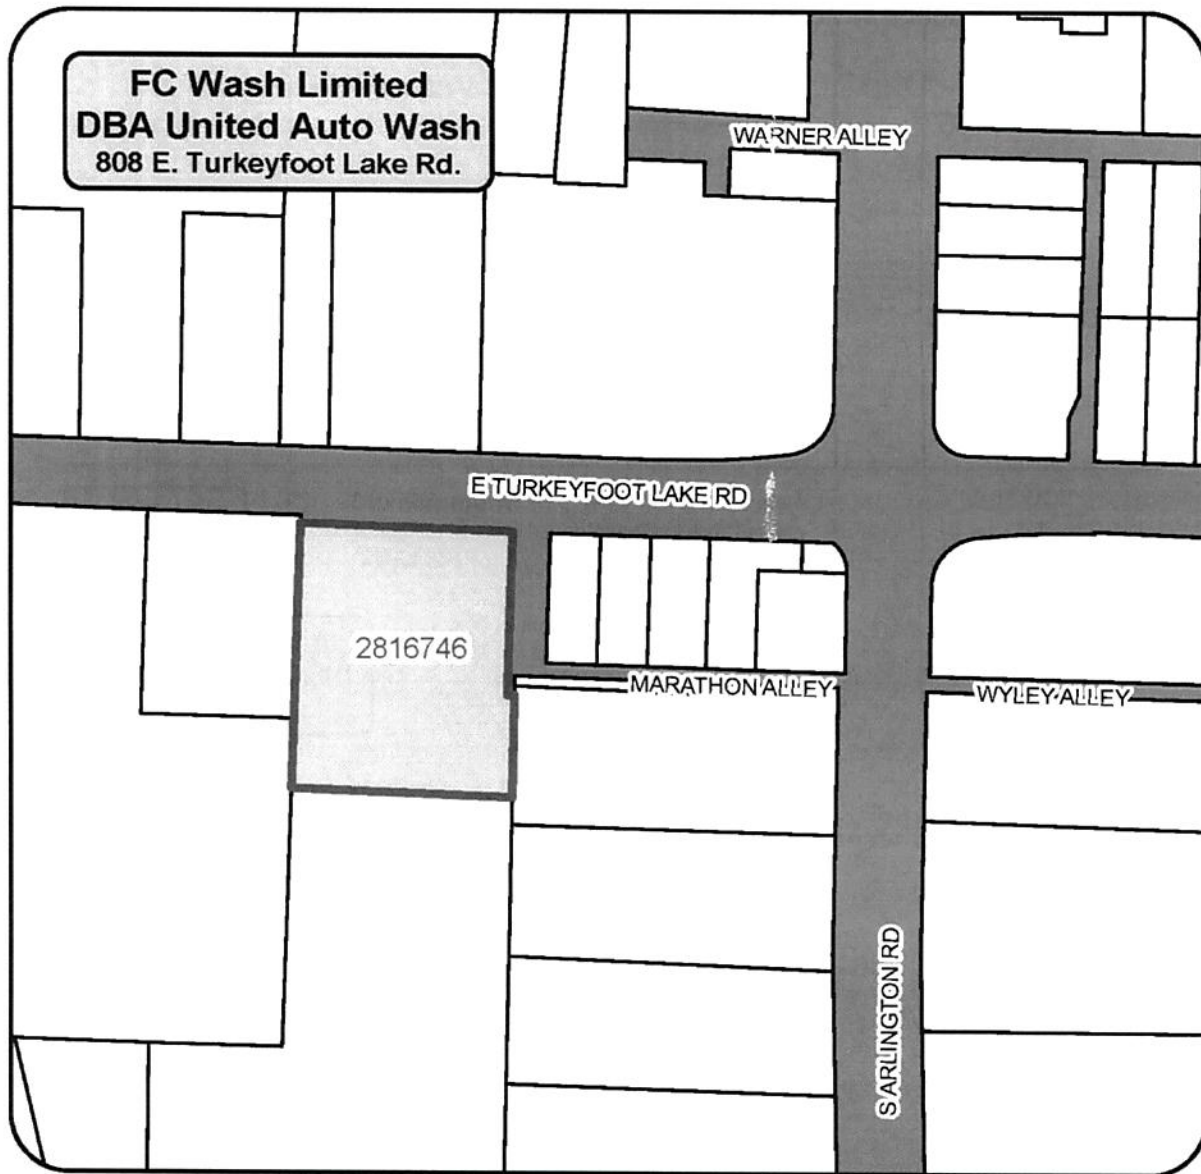 FC Wash Limited
DBA United Auto Wash
808 E. Turkeyfoot Lake Rd.
WARNER ALLEY
E TURKEYFOOT LAKE RD
2816746
MARATHON ALLEY
WYLEY ALLEY
S ARLINGTON RD